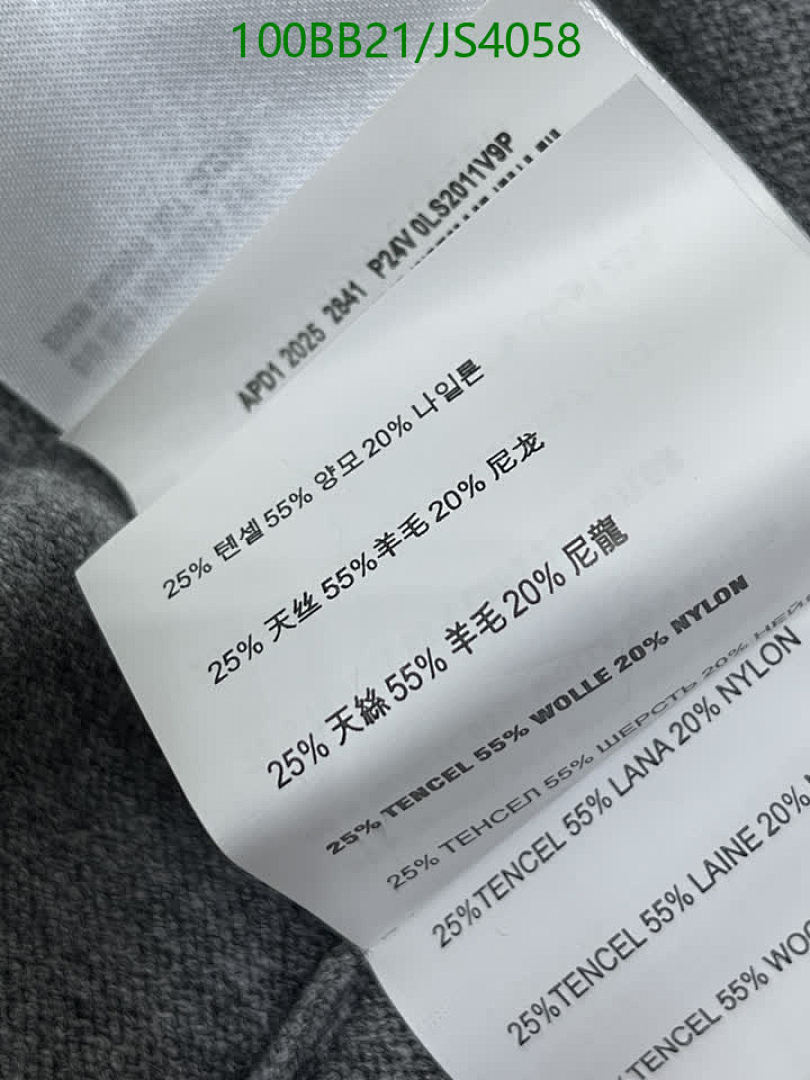 100BB21/JS4058
APD1 2025 2841 P24V 0LS2011V9P
25% 텐셀 55% 양모 20% 나일론
25% 天丝 55% 羊毛 20% 尼龙
25% 天絲 55% 羊毛 20% 尼龍
25% TENCEL 55% WOLLE 20% NYLON
25% ТЕНСЕЛ 55% ШЕРСТЬ 20%
25%TENCEL 55% LANA 20% NYLON
25%TENCEL 55% LAINE 20%
TENCEL 55%